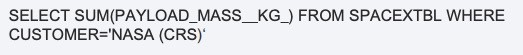 SELECT SUM(PAYLOAD_MASS__KG_) FROM SPACEXTBL WHERE
CUSTOMER='NASA (CRS)‘